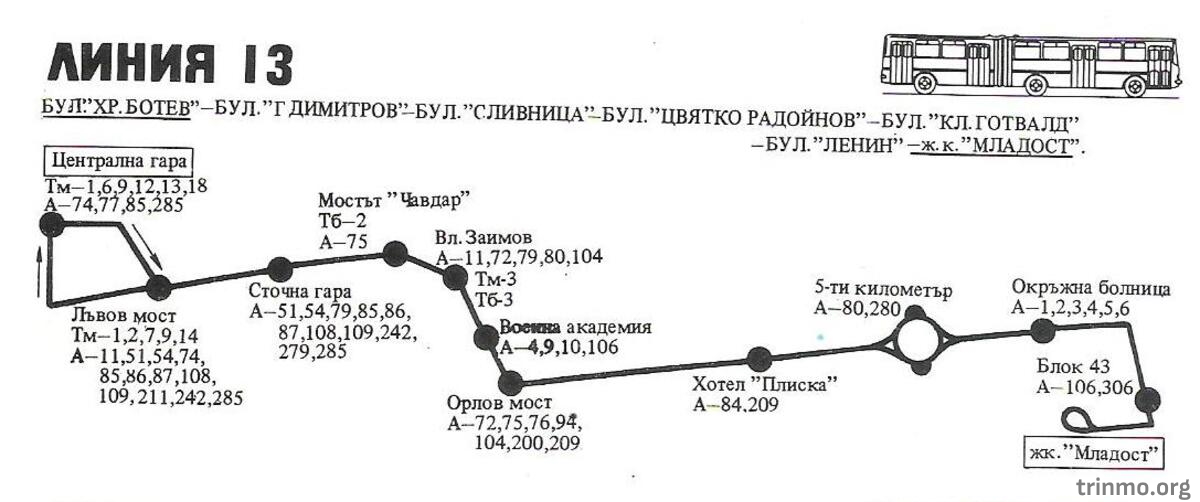 ЛИНИЯ 13
БУЛ."ХР. БОТЕВ"–БУЛ."Г ДИМИТРОВ"–БУЛ."СЛИВНИЦА"–БУЛ."ЦВЯТКО РАДОЙНОВ"–БУЛ."КЛ. ГОТВАЛД"
–БУЛ."ЛЕНИН"–ж. к. "МЛАДОСТ".
Централна гара
Тм–1,6,9,12,13,18
А–74,77,85,285
Лъвов мост
Тм–1,2,7,9,14
А–11,51,54,74,
85,86,87,108,
109,211,242,285
Сточна гара
А–51,54,79,85,86,
87,108,109,242,
279,285
Мостът "Чавдар"
Тб–2
А–75
Вл. Заимов
А–11,72,79,80,104
Тм-3
Тб-3
Военна академия
А–4,9,10,106
Орлов мост
А–72,75,76,94,
104,200,209
Хотел "Плиска"
А–84,209
5-ти километър
А–80,280
Окръжна болница
А–1,2,3,4,5,6
Блок 43
А–106,306
жк."Младост"
trinmo.org